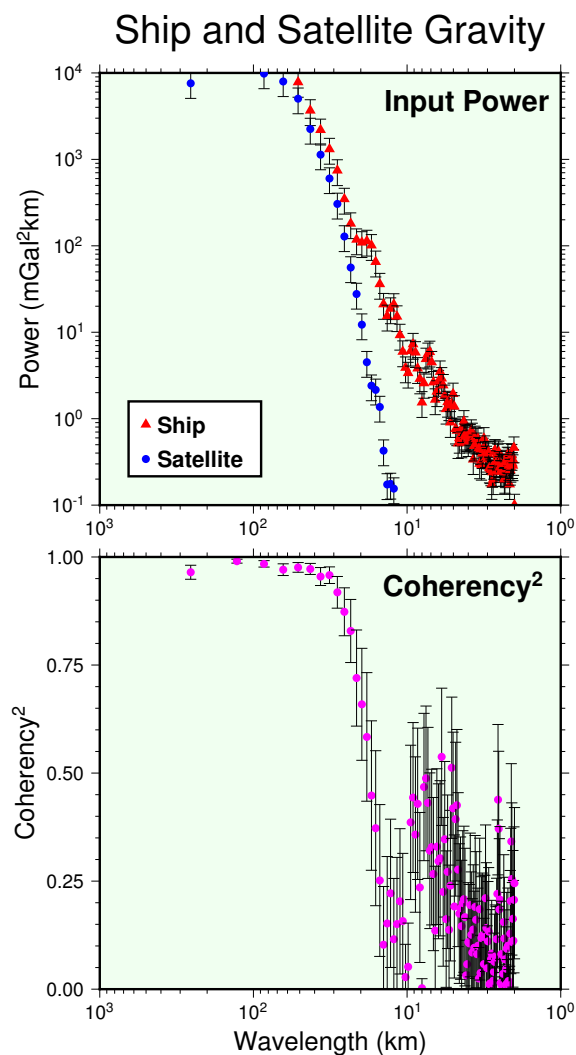 Ship and Satellite Gravity
Input Power
Power (mGal²km)
10⁴
10³
10²
10¹
10⁰
10⁻¹
Ship
Satellite
10³ 10² 10¹ 10⁰
Coherency²
Coherency²
1.00
0.75
0.50
0.25
0.00
10³ 10² 10¹ 10⁰
Wavelength (km)